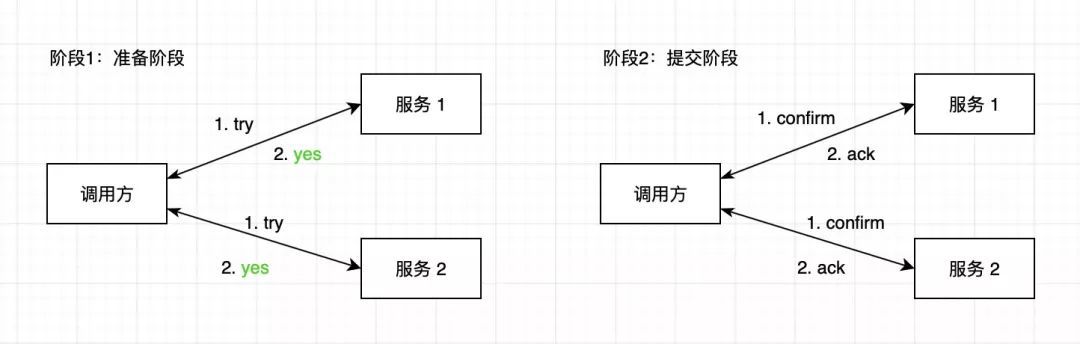 阶段1：准备阶段
服务 1
1. try
2. yes
调用方
1. try
2. yes
服务 2
阶段2：提交阶段
服务 1
1. confirm
2. ack
调用方
1. confirm
2. ack
服务 2